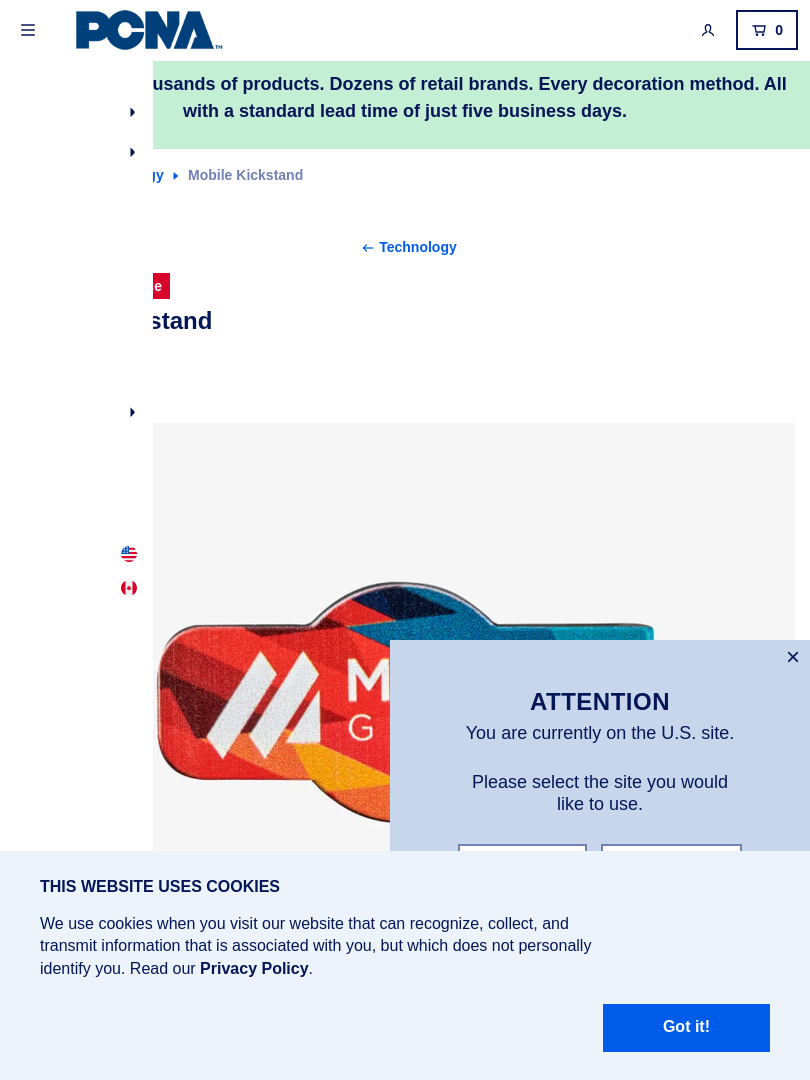 PCNA™
0
usands of products. Dozens of retail brands. Every decoration method. All
with a standard lead time of just five business days.
gy Mobile Kickstand
Technology
stand
M
G
×
ATTENTION
You are currently on the U.S. site.
Please select the site you would
like to use.
THIS WEBSITE USES COOKIES
We use cookies when you visit our website that can recognize, collect, and
transmit information that is associated with you, but which does not personally
identify you. Read our Privacy Policy.
Got it!